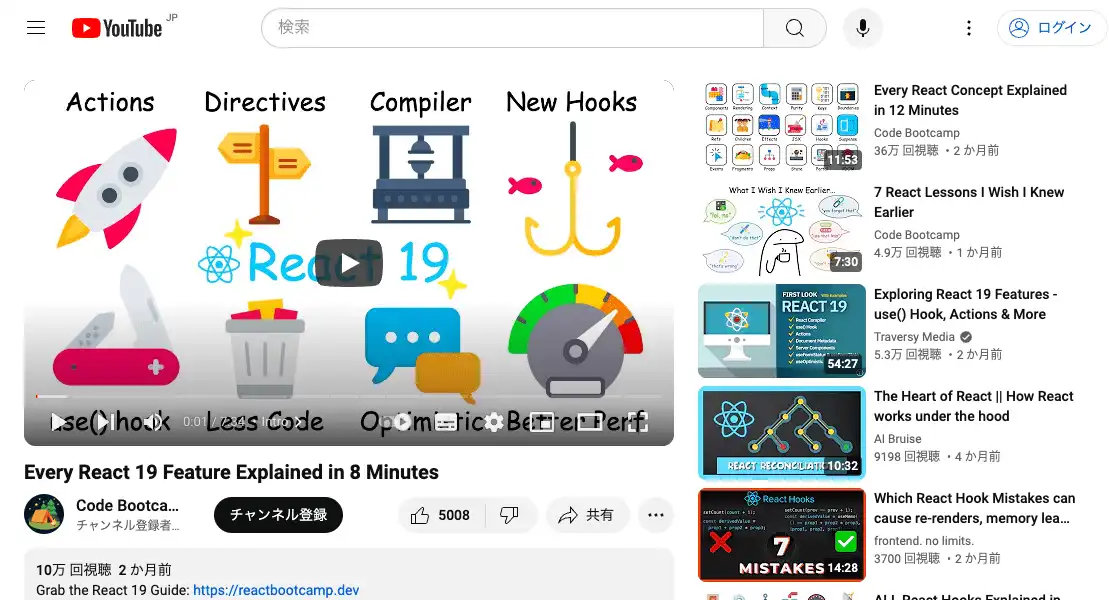 YouTube JP
検索
ログイン
Actions Directives Compiler New Hooks
React 19
use()hook Less Code Optimistic Better Perf.
Every React 19 Feature Explained in 8 Minutes
Code Bootca...
チャンネル登録者...
チャンネル登録
5008
共有
10万 回視聴 2 か月前
Grab the React 19 Guide: https://reactbootcamp.dev
11:53
Every React Concept Explained
in 12 Minutes
Code Bootcamp
36万 回視聴 ・2 か月前
What I Wish I Knew Earlier...
7:30
7 React Lessons I Wish I Knew
Earlier
Code Bootcamp
4.9万 回視聴 ・1 か月前
FIRST LOOK
REACT 19
54:27
Exploring React 19 Features -
use() Hook, Actions & More
Traversy Media
5.3万 回視聴 ・2 か月前
10:32
The Heart of React || How React
works under the hood
Al Bruise
9198 回視聴 ・4 か月前
React Hooks
7
MISTAKES
14:28
Which React Hook Mistakes can
cause re-renders, memory lea...
frontend. no limits.
3700 回視聴 ・2 か月前
ALL React Hooks Explained in